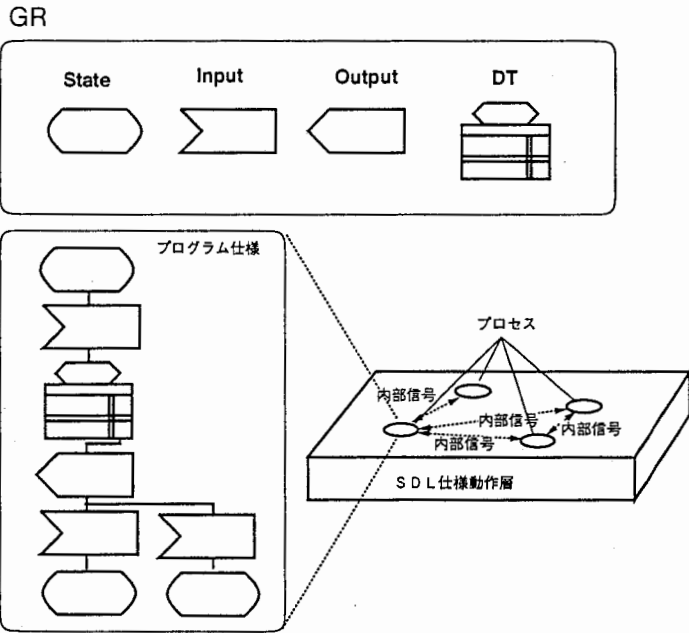 GR
State
Input
Output
DT
プログラム仕様
プロセス
内部信号
内部信号
内部信号
内部信号
ＳＤＬ仕様動作層